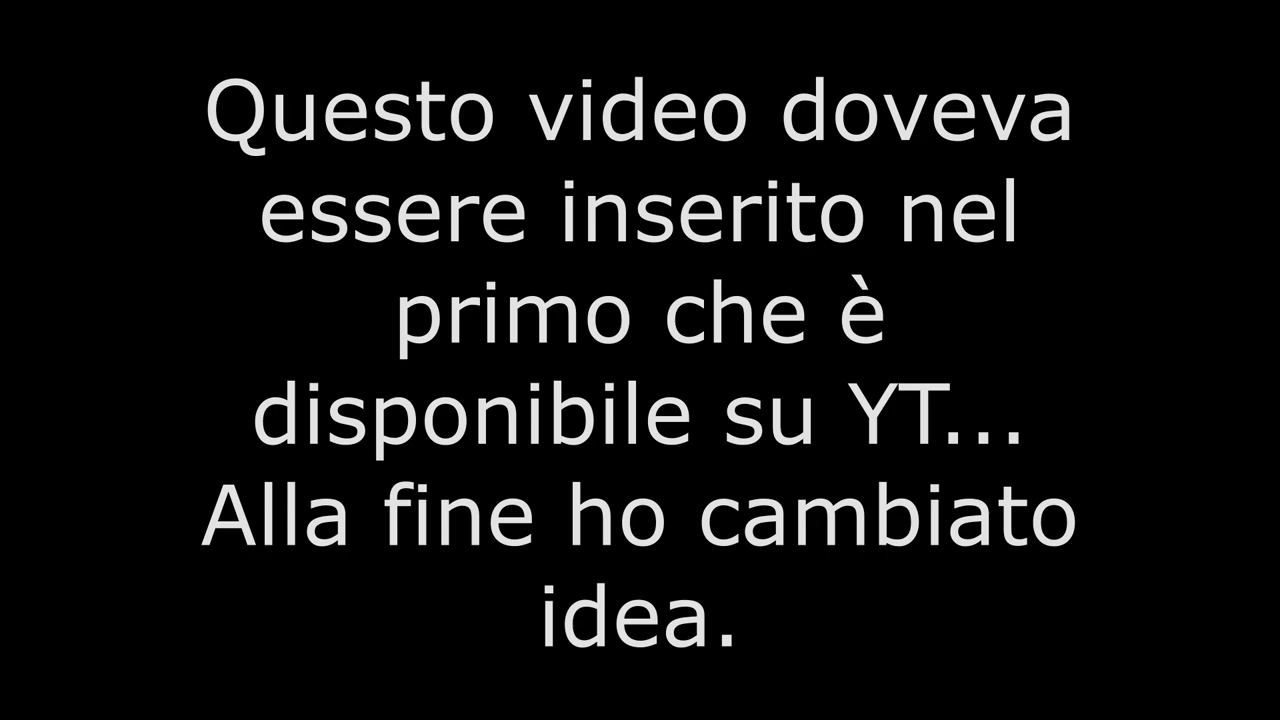 Questo video doveva
essere inserito nel
primo che è
disponibile su YT...
Alla fine ho cambiato
idea.